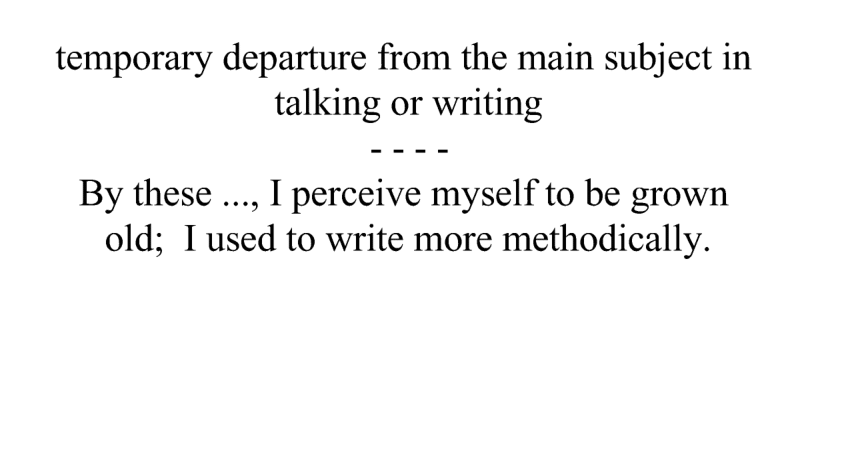 temporary departure from the main subject in
talking or writing
- - - -
By these ..., I perceive myself to be grown
old;  I used to write more methodically.